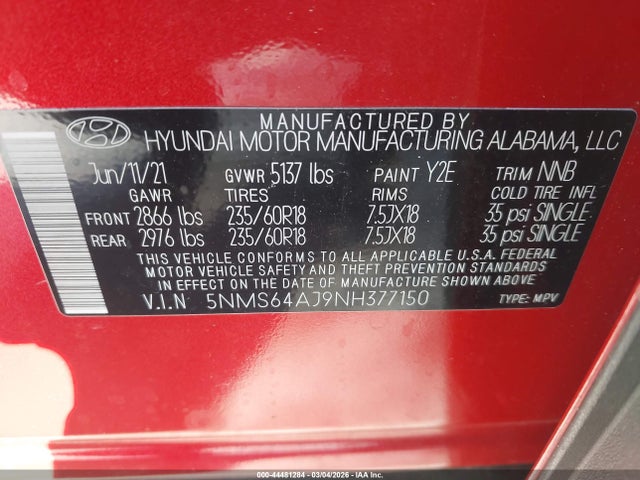 MANUFACTURED BY
HYUNDAI MOTOR MANUFACTURING ALABAMA, LLC
Jun/11/21 GVWR 5137 lbs PAINT Y2E TRIM NNB
GAWR TIRES RIMS COLD TIRE INFL
FRONT 2866 lbs 235/60R18 7.5JX18 35 psi SINGLE
REAR 2976 lbs 235/60R18 7.5JX18 35 psi SINGLE
THIS VEHICLE CONFORMS TO ALL APPLICABLE U.S.A. FEDERAL
MOTOR VEHICLE SAFETY BUMPER, AND THEFT PREVENTION STANDARDS
IN EFFECT ON THE DATE OF MANUFACTURE SHOWN ABOVE
V.I.N 5NMS64AJ9NH377150 TYPE: MPV
000-44481284 | 03/04/2026 | IAA Inc.